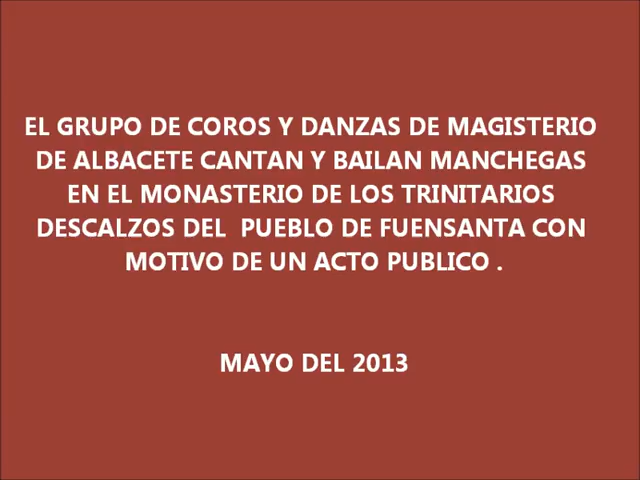 EL GRUPO DE COROS Y DANZAS DE MAGISTERIO
DE ALBACETE CANTAN Y BAILAN MANCHEGAS
EN EL MONASTERIO DE LOS TRINITARIOS
DESCALZOS DEL  PUEBLO DE FUENSANTA CON
MOTIVO DE UN ACTO PUBLICO .
MAYO DEL 2013